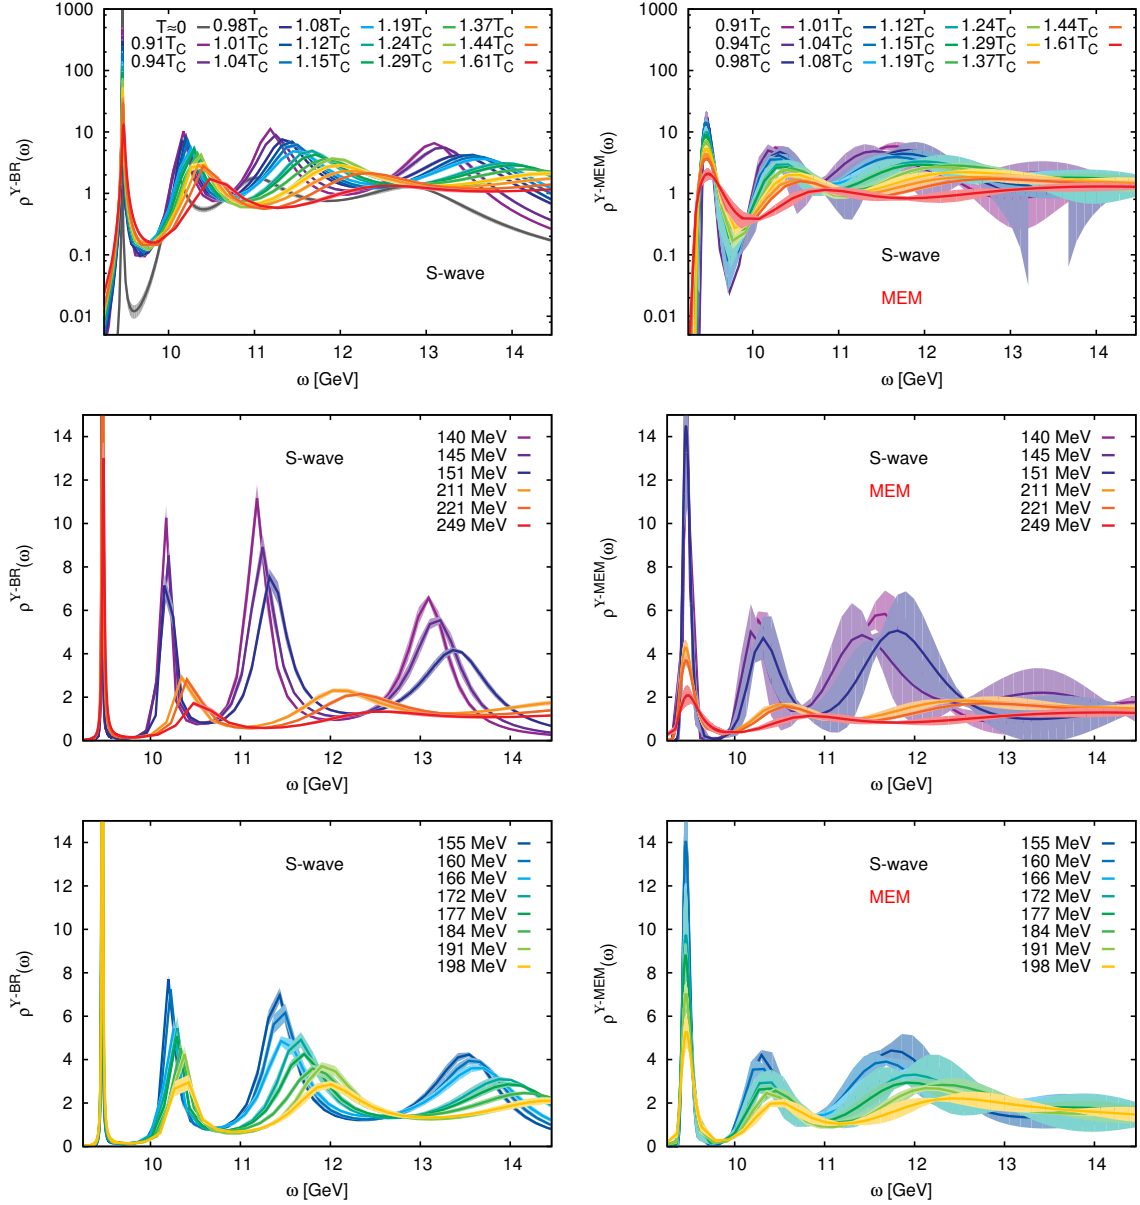 1000
100
10
1
0.1
0.01
T≈0 0.98T_C 1.08T_C 1.19T_C 1.37T_C
0.91T_C 1.01T_C 1.12T_C 1.24T_C 1.44T_C
0.94T_C 1.04T_C 1.15T_C 1.29T_C 1.61T_C
S-wave
ρ^Υ-BR(ω)
10 11 12 13 14
ω [GeV]
1000
100
10
1
0.1
0.01
0.91T_C 1.01T_C 1.12T_C 1.24T_C 1.44T_C
0.94T_C 1.04T_C 1.15T_C 1.29T_C 1.61T_C
0.98T_C 1.08T_C 1.19T_C 1.37T_C
S-wave
MEM
ρ^Υ-MEM(ω)
10 11 12 13 14
ω [GeV]
14
12
10
8
6
4
2
0
S-wave
140 MeV
145 MeV
151 MeV
211 MeV
221 MeV
249 MeV
ρ^Υ-BR(ω)
10 11 12 13 14
ω [GeV]
14
12
10
8
6
4
2
0
S-wave
MEM
140 MeV
145 MeV
151 MeV
211 MeV
221 MeV
249 MeV
ρ^Υ-MEM(ω)
10 11 12 13 14
ω [GeV]
14
12
10
8
6
4
2
0
S-wave
155 MeV
160 MeV
166 MeV
172 MeV
177 MeV
184 MeV
191 MeV
198 MeV
ρ^Υ-BR(ω)
10 11 12 13 14
ω [GeV]
14
12
10
8
6
4
2
0
S-wave
MEM
155 MeV
160 MeV
166 MeV
172 MeV
177 MeV
184 MeV
191 MeV
198 MeV
ρ^Υ-MEM(ω)
10 11 12 13 14
ω [GeV]